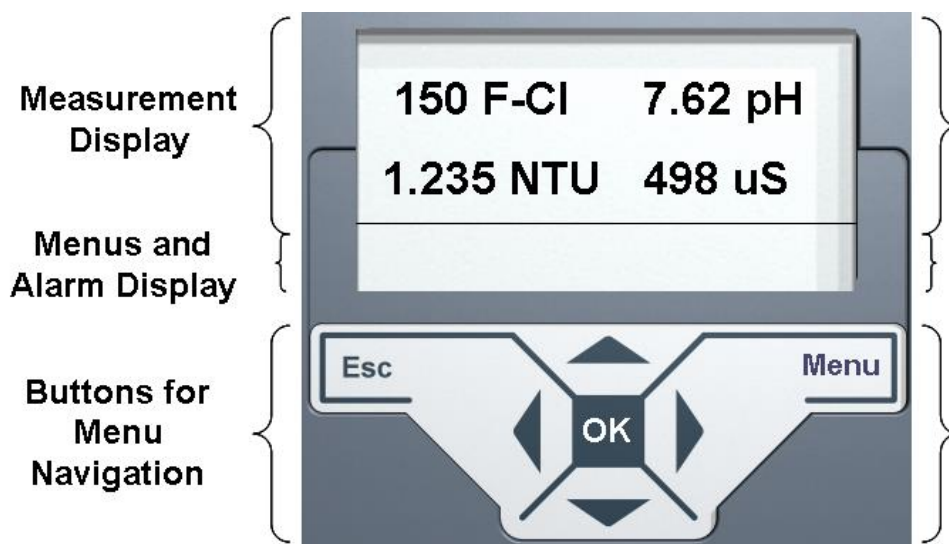 Measurement
Display
150 F-Cl 7.62 pH
1.235 NTU 498 uS
Menus and
Alarm Display
Buttons for
Menu
Navigation
Esc
Menu
OK